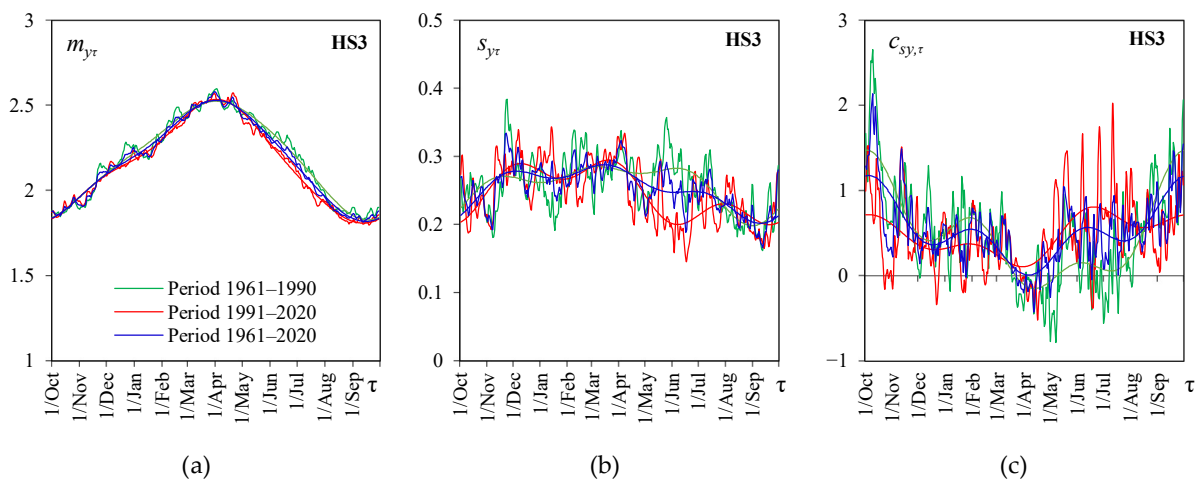 3
2.5
2
1.5
1
m_yτ
HS3
Period 1961–1990
Period 1991–2020
Period 1961–2020
1/Oct
1/Nov
1/Dec
1/Jan
1/Feb
1/Mar
1/Apr
1/May
1/Jun
1/Jul
1/Aug
1/Sep
τ
(a)
0.5
0.4
0.3
0.2
0.1
0
s_yτ
HS3
1/Oct
1/Nov
1/Dec
1/Jan
1/Feb
1/Mar
1/Apr
1/May
1/Jun
1/Jul
1/Aug
1/Sep
τ
(b)
3
2
1
0
−1
c_sy,τ
HS3
1/Oct
1/Nov
1/Dec
1/Jan
1/Feb
1/Mar
1/Apr
1/May
1/Jun
1/Jul
1/Aug
1/Sep
τ
(c)